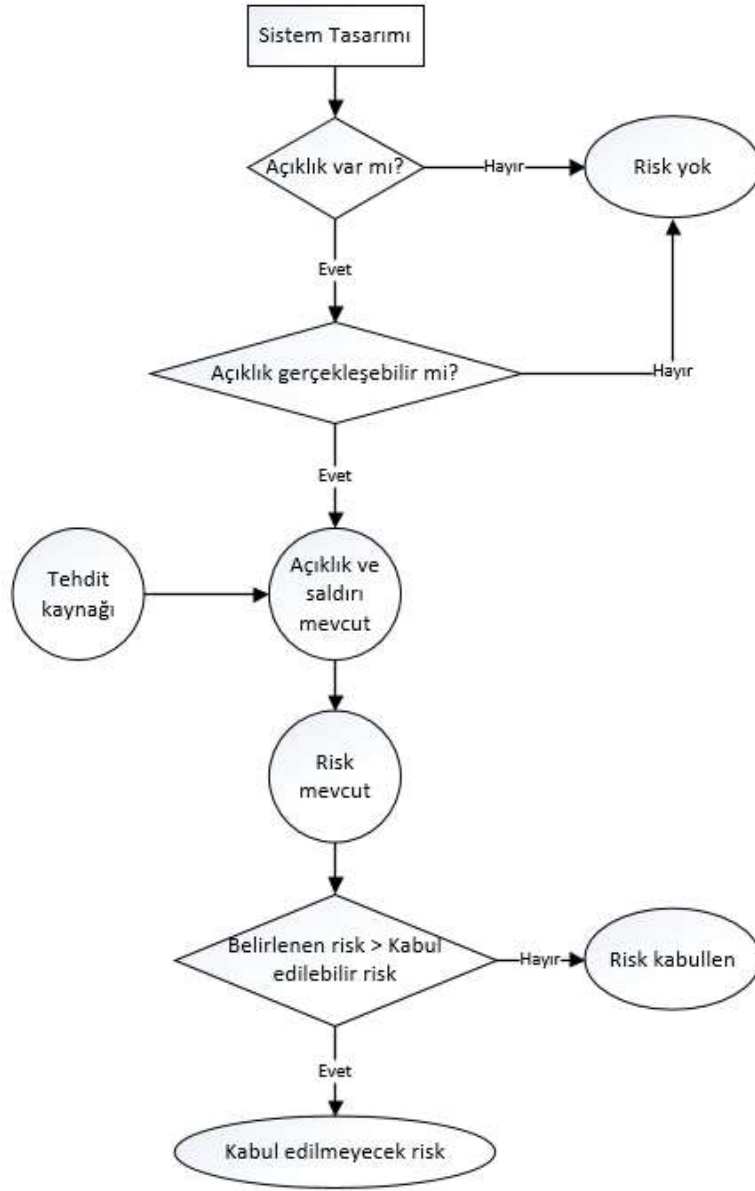 Sistem Tasarımı
Açıklık var mı?
Hayır
Risk yok
Evet
Açıklık gerçekleşebilir mi?
Hayır
Evet
Tehdit
kaynağı
Açıklık ve
saldırı
mevcut
Risk
mevcut
Belirlenen risk > Kabul
edilebilir risk
Hayır
Risk kabullen
Evet
Kabul edilmeyecek risk